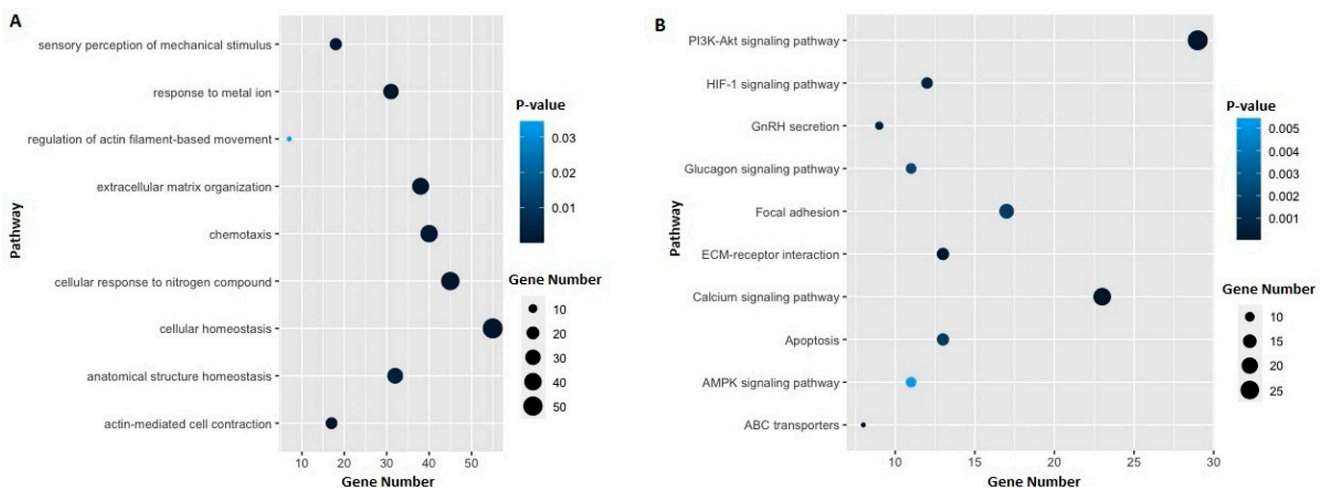 A
Pathway
sensory perception of mechanical stimulus
response to metal ion
regulation of actin filament-based movement
extracellular matrix organization
chemotaxis
cellular response to nitrogen compound
cellular homeostasis
anatomical structure homeostasis
actin-mediated cell contraction
10 20 30 40 50
Gene Number
P-value
0.03
0.02
0.01
Gene Number
10
20
30
40
50
B
Pathway
PI3K-Akt signaling pathway
HIF-1 signaling pathway
GnRH secretion
Glucagon signaling pathway
Focal adhesion
ECM-receptor interaction
Calcium signaling pathway
Apoptosis
AMPK signaling pathway
ABC transporters
10 15 20 25 30
Gene Number
P-value
0.005
0.004
0.003
0.002
0.001
Gene Number
10
15
20
25